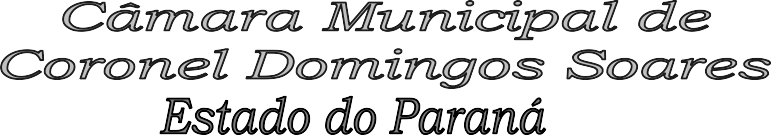 Câmara Municipal de
Coronel Domingos Soares
Estado do Paraná